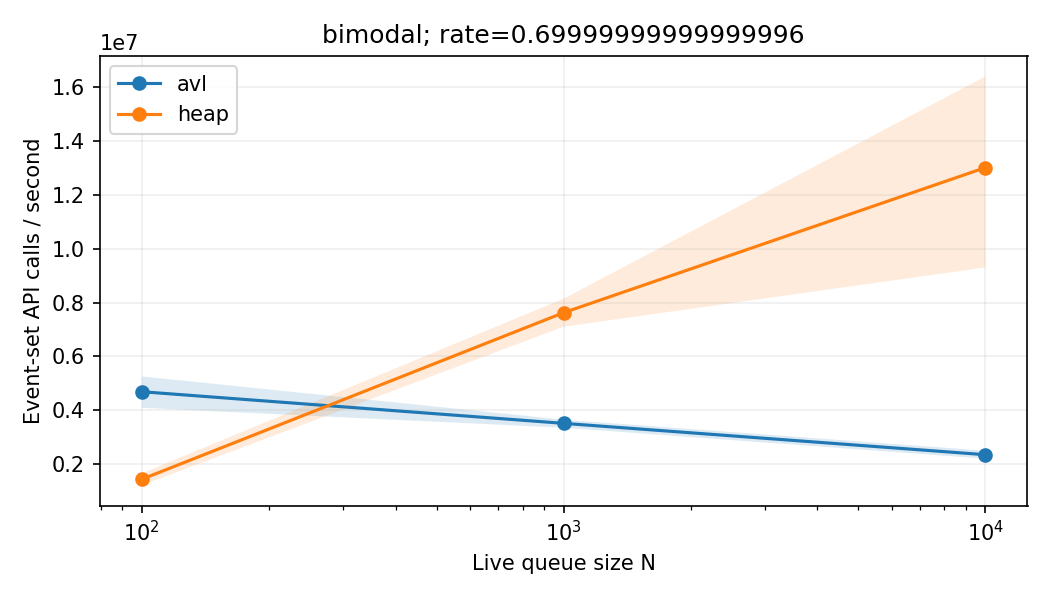 bimodal; rate=0.69999999999999996
1e7
avl
heap
1.6
1.4
1.2
1.0
0.8
0.6
0.4
0.2
Event-set API calls / second
10²
10³
10⁴
Live queue size N